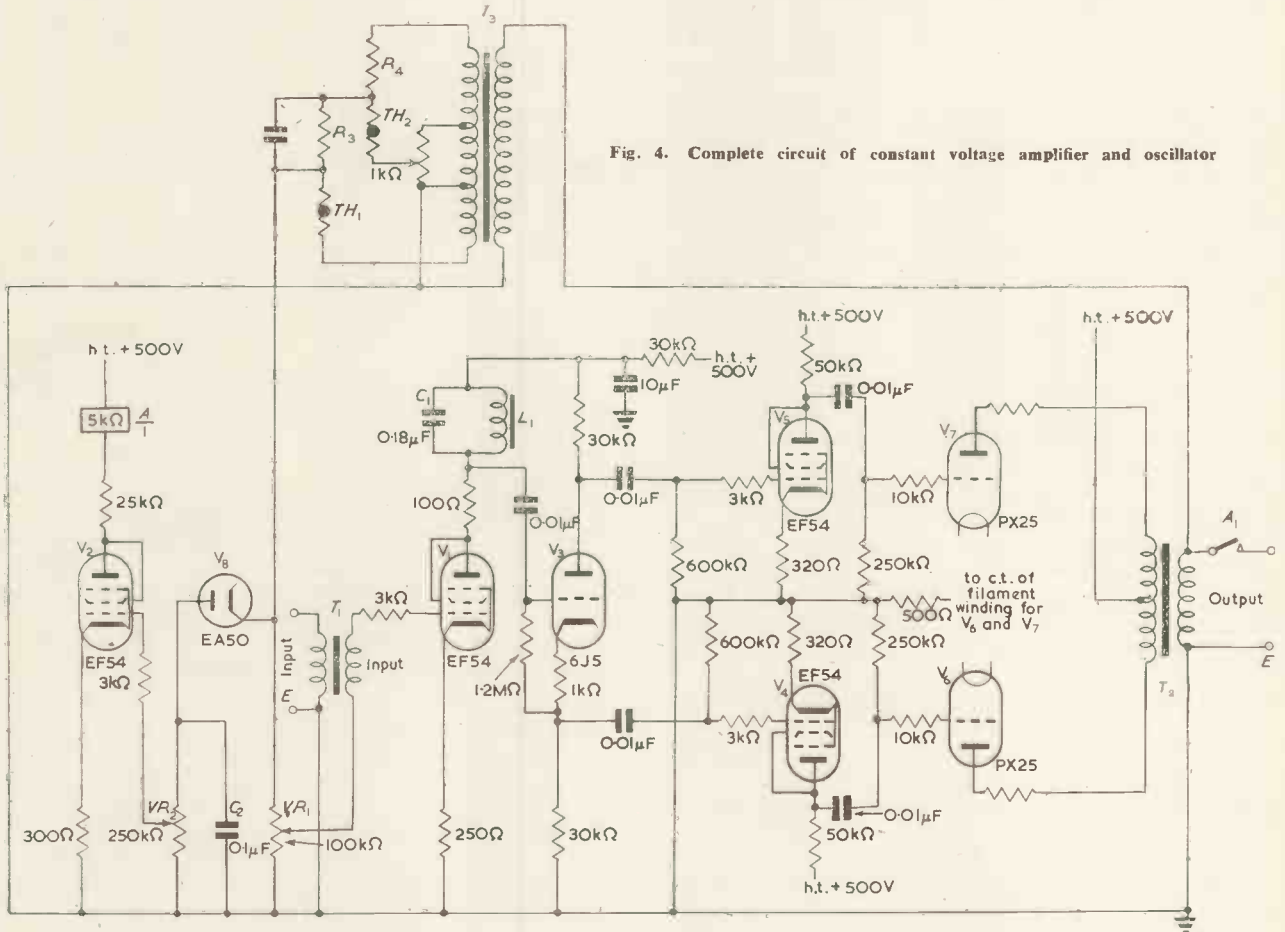 T₃
R₄
R₃
TH₂
1kΩ
TH₁
Fig. 4. Complete circuit of constant voltage amplifier and oscillator
h.t.+500V
5kΩ
A
1
25kΩ
V₂
EF54
3kΩ
300Ω
VR₂
250kΩ
V₈
EA50
C₂
0·1μF
VR₁
100kΩ
Input
E
T₁
Input
3kΩ
C₁
0·18μF
L₁
100Ω
V₁
EF54
250Ω
0·01μF
1·2MΩ
30kΩ
h.t.+
500V
10μF
30kΩ
V₃
6J5
1kΩ
30kΩ
0·01μF
0·01μF
600kΩ
600kΩ
h.t.+500V
50kΩ
0·01μF
V₅
3kΩ
EF54
320Ω
320Ω
EF54
V₄
3kΩ
0·01μF
50kΩ
h.t.+500V
250kΩ
250kΩ
500Ω
to c.t. of
filament
winding for
V₆ and V₇
h.t.+500V
V₇
10kΩ
PX25
V₆
10kΩ
PX25
T₂
A₁
Output
E